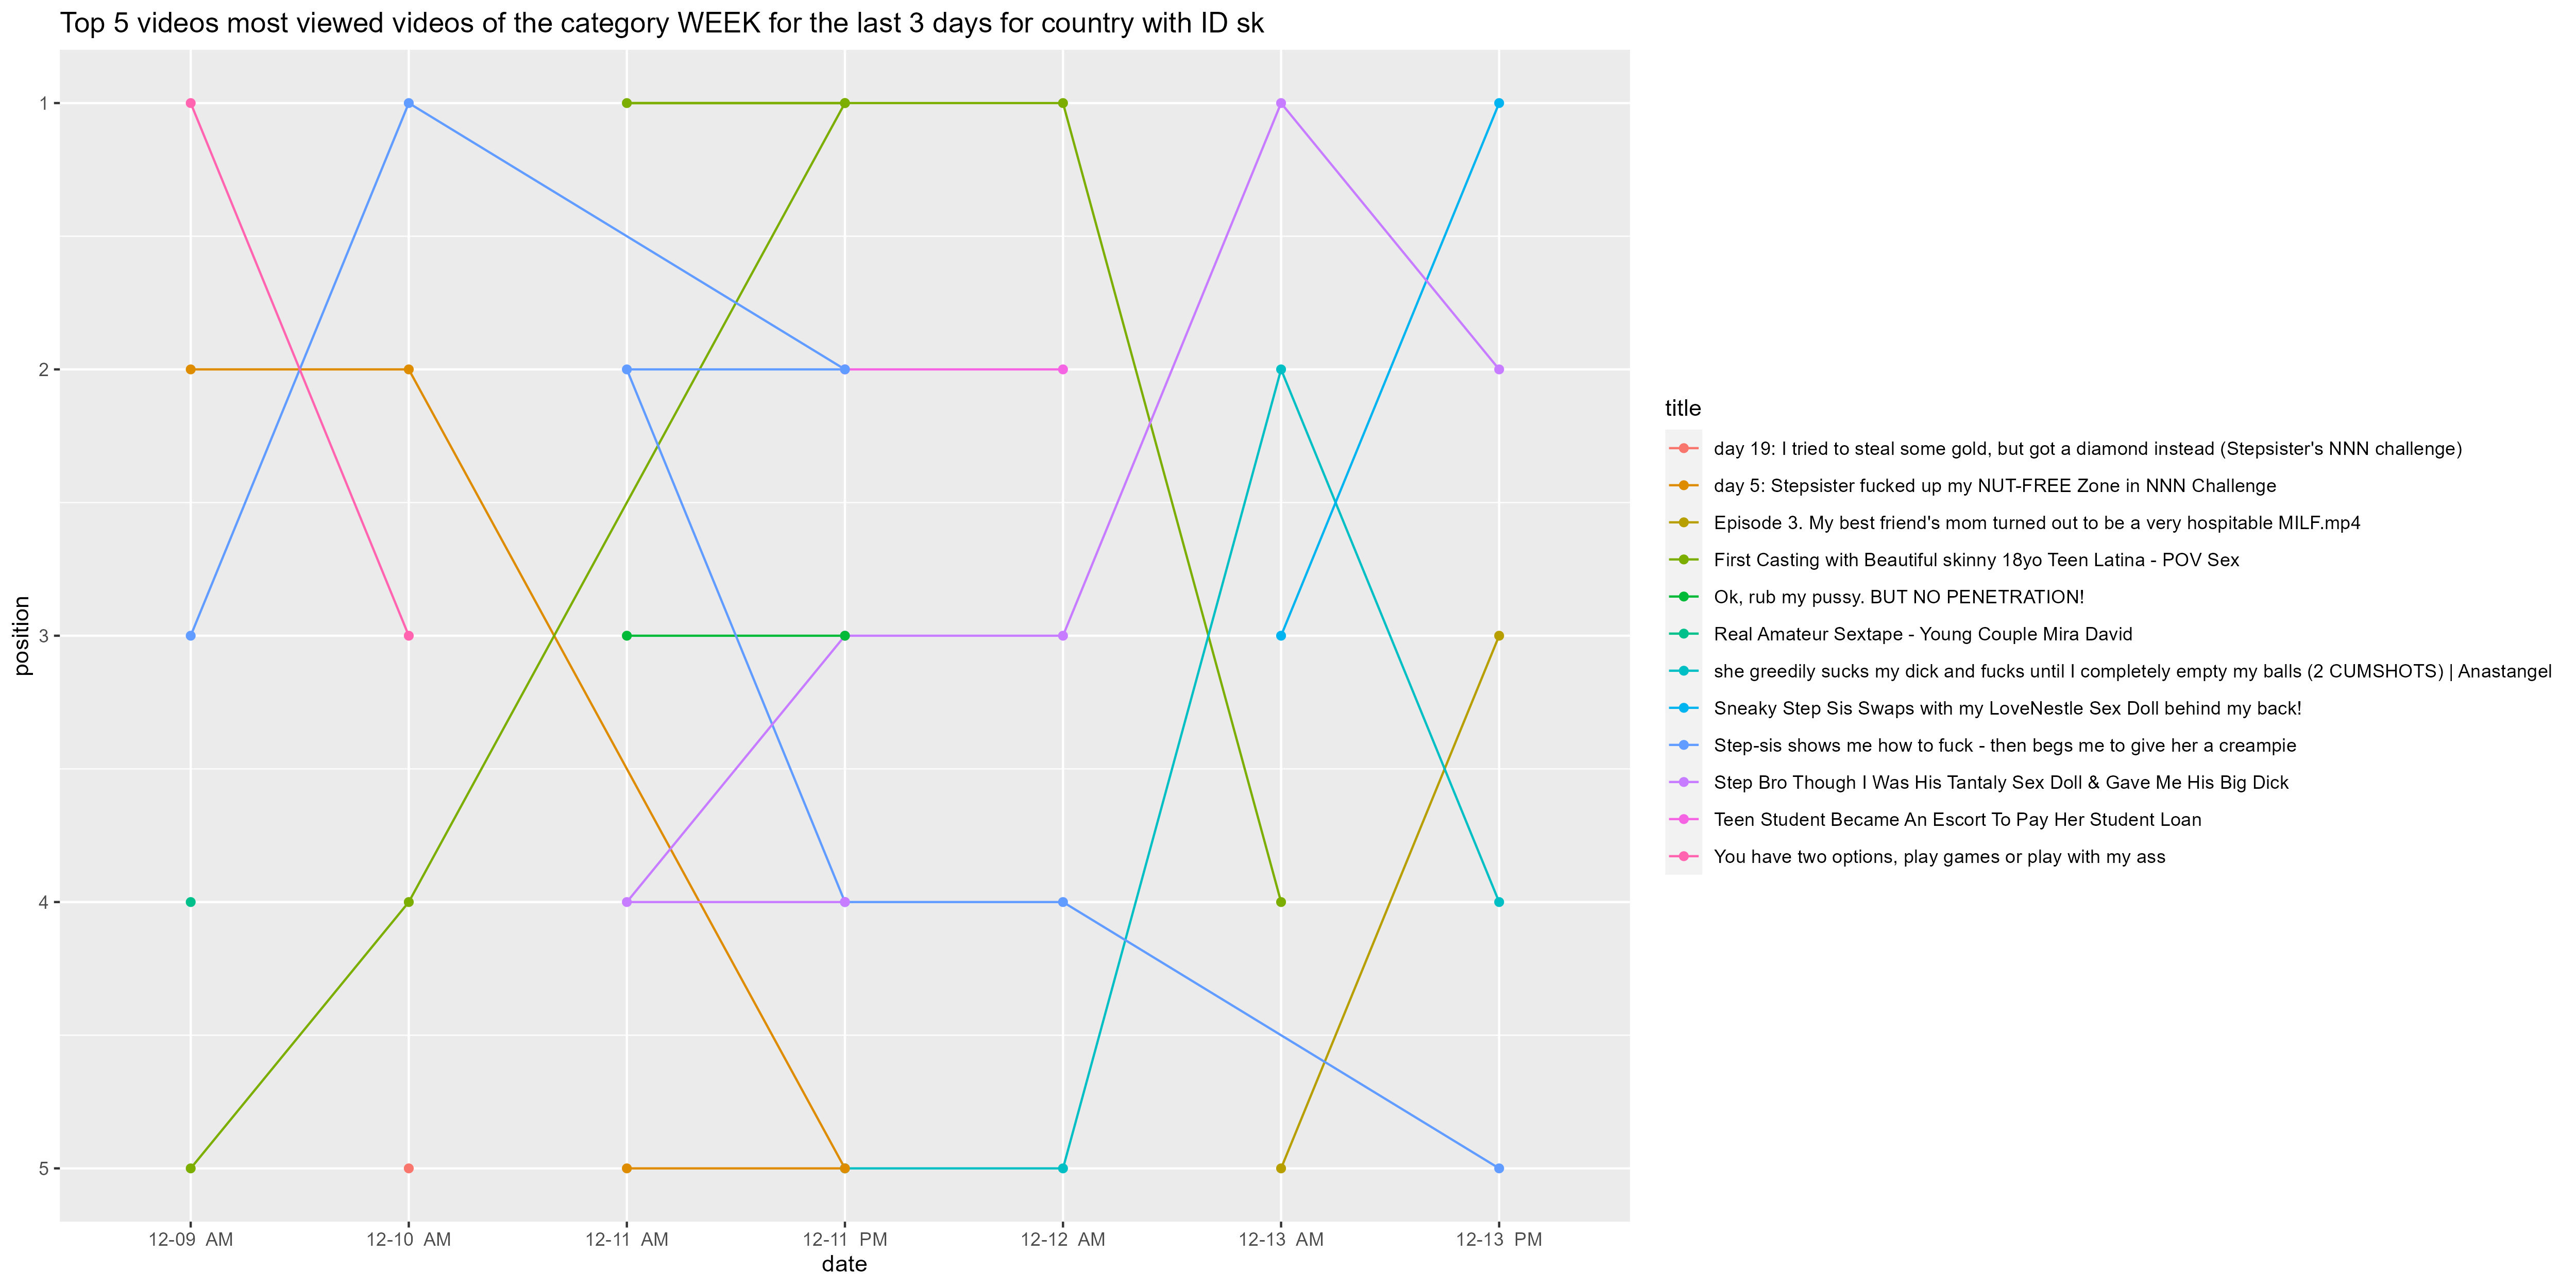 Top 5 videos most viewed videos of the category WEEK for the last 3 days for country with ID sk
position
1
2
3
4
5
12-09 AM
12-10 AM
12-11 AM
12-11 PM
12-12 AM
12-13 AM
12-13 PM
date
title
day 19: I tried to steal some gold, but got a diamond instead (Stepsister's NNN challenge)
day 5: Stepsister fucked up my NUT-FREE Zone in NNN Challenge
Episode 3. My best friend's mom turned out to be a very hospitable MILF.mp4
First Casting with Beautiful skinny 18yo Teen Latina - POV Sex
Ok, rub my pussy. BUT NO PENETRATION!
Real Amateur Sextape - Young Couple Mira David
she greedily sucks my dick and fucks until I completely empty my balls (2 CUMSHOTS) | Anastangel
Sneaky Step Sis Swaps with my LoveNestle Sex Doll behind my back!
Step-sis shows me how to fuck - then begs me to give her a creampie
Step Bro Though I Was His Tantaly Sex Doll & Gave Me His Big Dick
Teen Student Became An Escort To Pay Her Student Loan
You have two options, play games or play with my ass